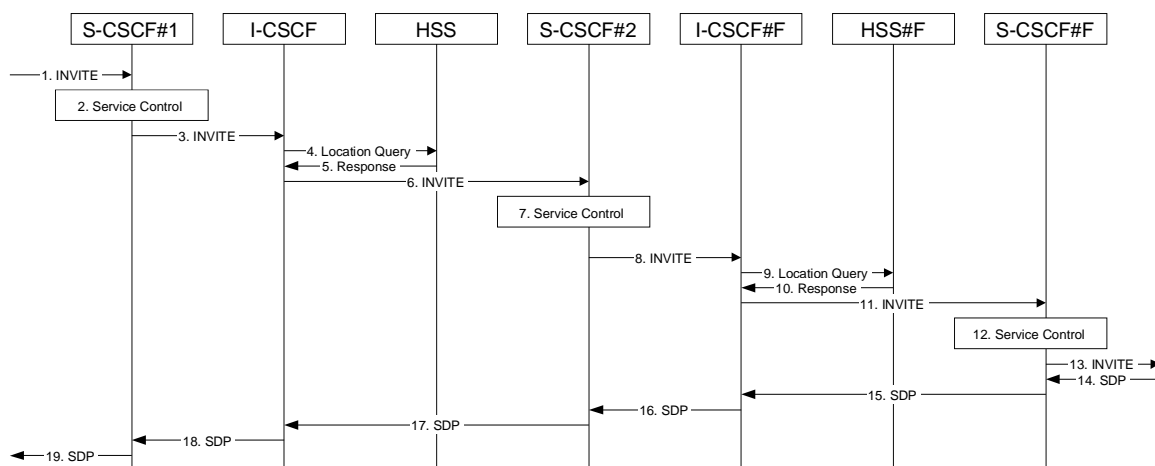 S-CSCF#1 I-CSCF HSS S-CSCF#2 I-CSCF#F HSS#F S-CSCF#F
1. INVITE
2. Service Control
3. INVITE
4. Location Query
5. Response
6. INVITE
7. Service Control
8. INVITE
9. Location Query
10. Response
11. INVITE
12. Service Control
13. INVITE
14. SDP
15. SDP
16. SDP
17. SDP
18. SDP
19. SDP